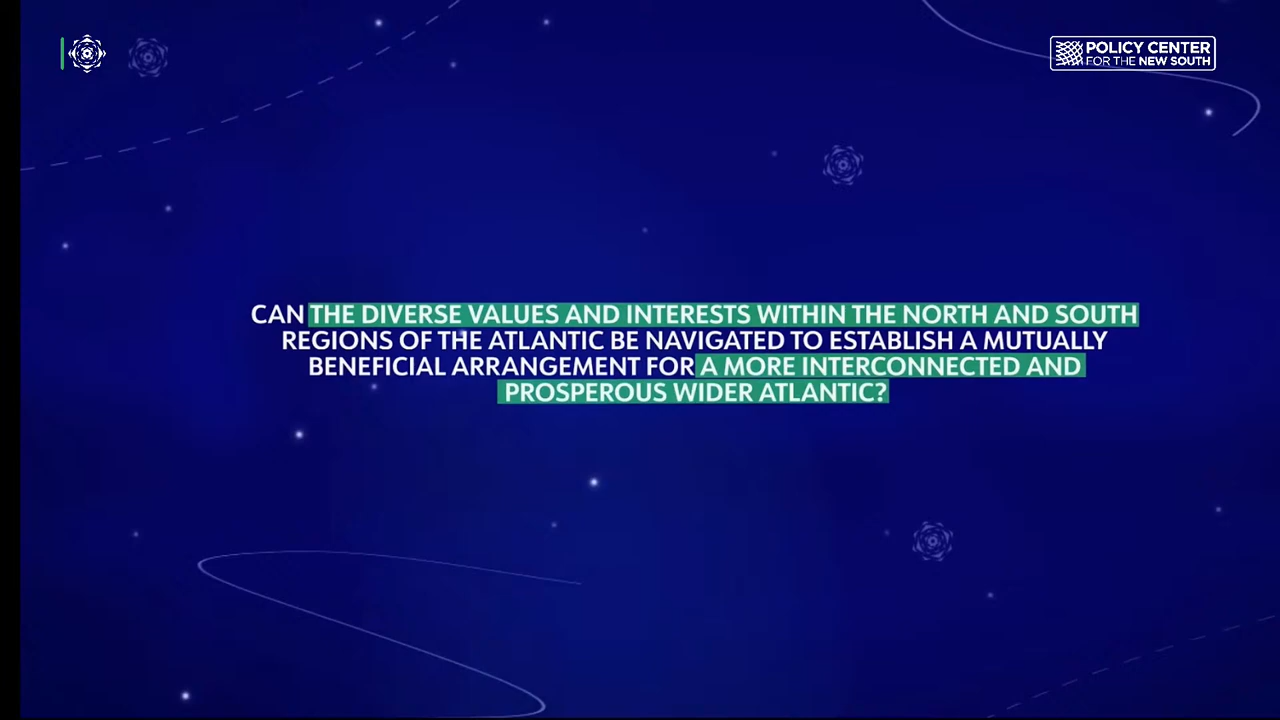 POLICY CENTER
FOR THE NEW SOUTH
CAN THE DIVERSE VALUES AND INTERESTS WITHIN THE NORTH AND SOUTH
REGIONS OF THE ATLANTIC BE NAVIGATED TO ESTABLISH A MUTUALLY
BENEFICIAL ARRANGEMENT FOR A MORE INTERCONNECTED AND
PROSPEROUS WIDER ATLANTIC?